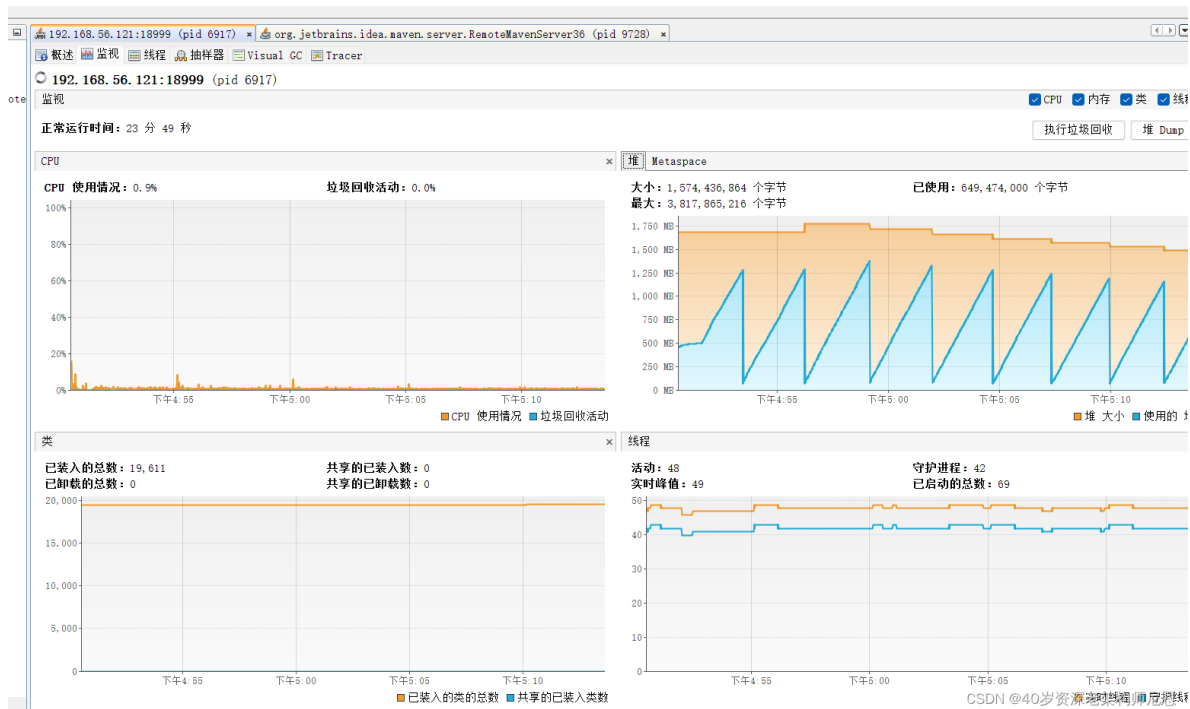 192.168.56.121:18999 (pid 6917) × org.jetbrains.idea.maven.server.RemoteMavenServer36 (pid 9728) ×
概述 监视 线程 抽样器 Visual GC Tracer
192.168.56.121:18999 (pid 6917)
ote
监视 CPU 内存 类
正常运行时间: 23 分 49 秒 执行垃圾回收 堆 Dump
CPU ×
CPU 使用情况: 0.9% 垃圾回收活动: 0.0%
100%
80%
60%
40%
20%
0%
下午4:55 下午5:00 下午5:05 下午5:10
CPU 使用情况 垃圾回收活动
堆 Metaspace
大小: 1,574,436,864 个字节 已使用: 649,474,000 个字节
最大: 3,817,865,216 个字节
1,750 MB
1,500 MB
1,250 MB
1,000 MB
750 MB
500 MB
250 MB
0 MB
下午4:55 下午5:00 下午5:05 下午5:10
堆 大小 使用的
类 ×
已装入的总数: 19,611 共享的已装入数: 0
已卸载的总数: 0 共享的已卸载数: 0
20,000
15,000
10,000
5,000
0
下午4:55 下午5:00 下午5:05 下午5:10
已装入的类的总数 共享的已装入类数
线程
活动: 48 守护进程: 42
实时峰值: 49 已启动的总数: 69
50
40
30
20
10
0
下午4:55 下午5:00 下午5:05 下午5:10
CSDN @40岁资深老架构师尼恩